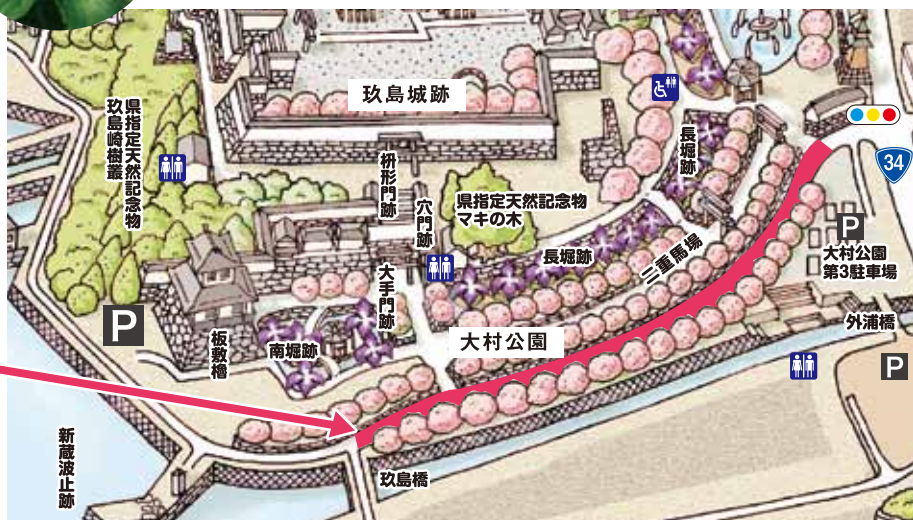 玖島城跡
県指定天然記念物
玖島崎樹叢
枡形門跡
穴門跡
県指定天然記念物
マキの木
長堀跡
34
P
大村公園
第3駐車場
長堀跡
二重馬場
大手門跡
大村公園
外浦橋
P
P
板敷櫓
南堀跡
新蔵波止跡
玖島橋